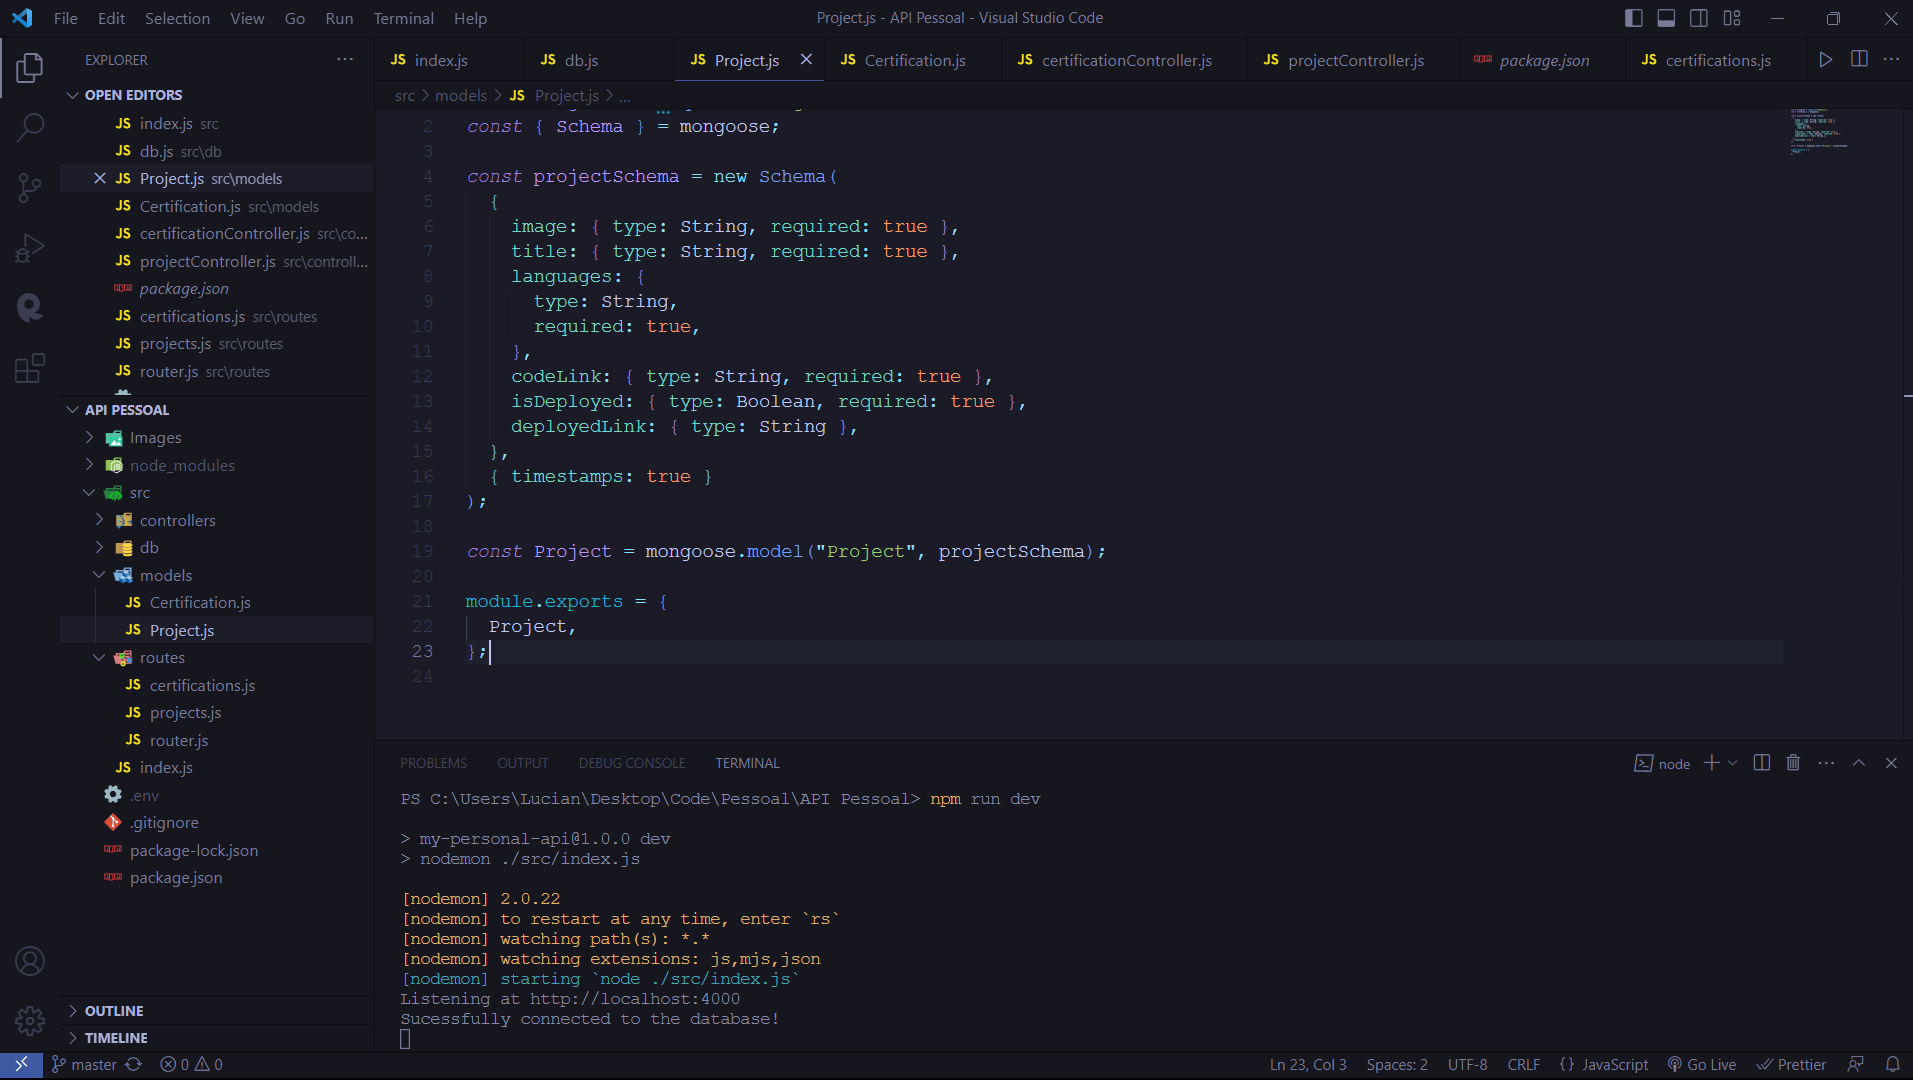 File Edit Selection View Go Run Terminal Help
Project.js - API Pessoal - Visual Studio Code
EXPLORER
OPEN EDITORS
JS index.js src
JS db.js src\db
JS Project.js src\models
JS Certification.js src\models
JS certificationController.js src\co...
JS projectController.js src\controll...
package.json
JS certifications.js src\routes
JS projects.js src\routes
JS router.js src\routes
API PESSOAL
Images
node_modules
src
controllers
db
models
JS Certification.js
JS Project.js
routes
JS certifications.js
JS projects.js
JS router.js
JS index.js
.env
.gitignore
package-lock.json
package.json
OUTLINE
TIMELINE
JS index.js JS db.js JS Project.js JS Certification.js JS certificationController.js JS projectController.js package.json JS certifications.js
src > models > JS Project.js > ...
2 const { Schema } = mongoose;
3
4 const projectSchema = new Schema(
5 {
6 image: { type: String, required: true },
7 title: { type: String, required: true },
8 languages: {
9 type: String,
10 required: true,
11 },
12 codeLink: { type: String, required: true },
13 isDeployed: { type: Boolean, required: true },
14 deployedLink: { type: String },
15 },
16 { timestamps: true }
17 );
18
19 const Project = mongoose.model("Project", projectSchema);
20
21 module.exports = {
22 Project,
23 };
24
PROBLEMS OUTPUT DEBUG CONSOLE TERMINAL
node
PS C:\Users\Lucian\Desktop\Code\Pessoal\API Pessoal> npm run dev
> my-personal-api@1.0.0 dev
> nodemon ./src/index.js
[nodemon] 2.0.22
[nodemon] to restart at any time, enter `rs`
[nodemon] watching path(s): *.*
[nodemon] watching extensions: js,mjs,json
[nodemon] starting `node ./src/index.js`
Listening at http://localhost:4000
Sucessfully connected to the database!
master 0 0
Ln 23, Col 3 Spaces: 2 UTF-8 CRLF {} JavaScript Go Live Prettier